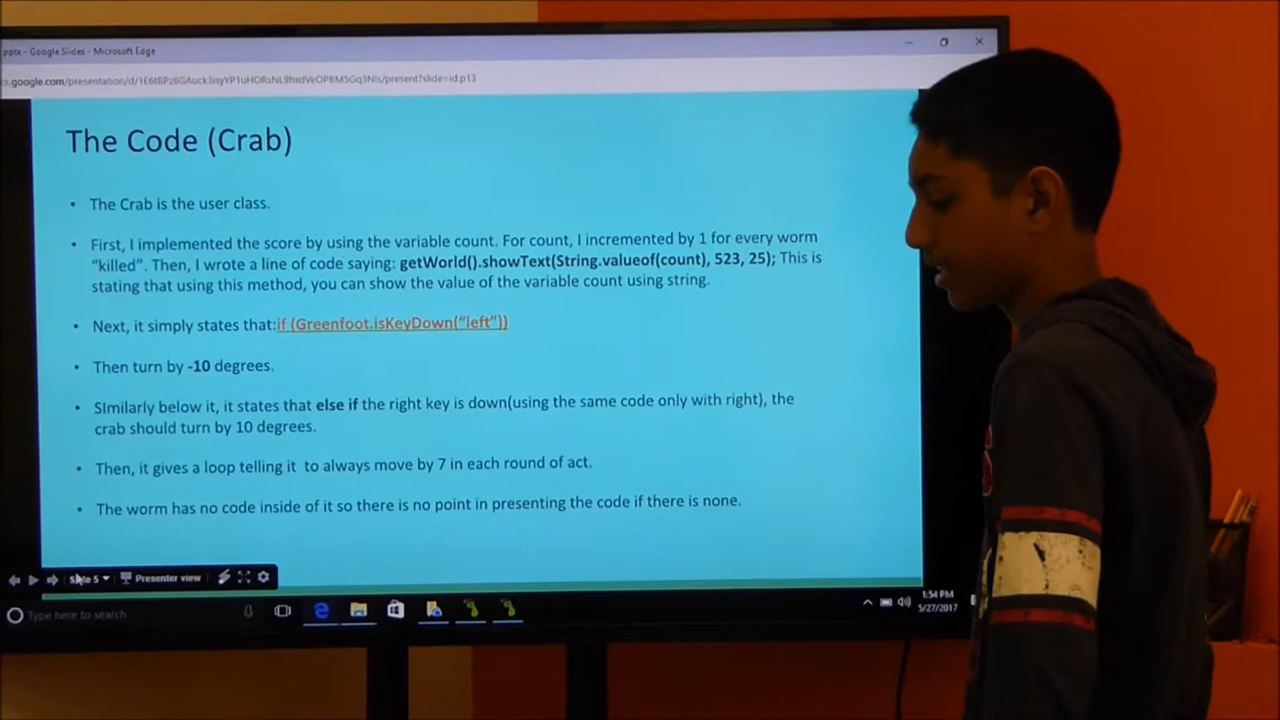 pptx - Google Slides - Microsoft Edge
The Code (Crab)
• The Crab is the user class.
• First, I implemented the score by using the variable count. For count, I incremented by 1 for every worm
“killed”. Then, I wrote a line of code saying: getWorld().showText(String.valueof(count), 523, 25); This is
stating that using this method, you can show the value of the variable count using string.
• Next, it simply states that:if (Greenfoot.isKeyDown(“left”))
• Then turn by -10 degrees.
• SImilarly below it, it states that else if the right key is down(using the same code only with right), the
crab should turn by 10 degrees.
• Then, it gives a loop telling it to always move by 7 in each round of act.
• The worm has no code inside of it so there is no point in presenting the code if there is none.
Slide 5 Presenter view
Type here to search
1:54 PM
5/27/2017